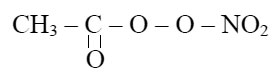 CH₃ – C – O – O – NO₂
O